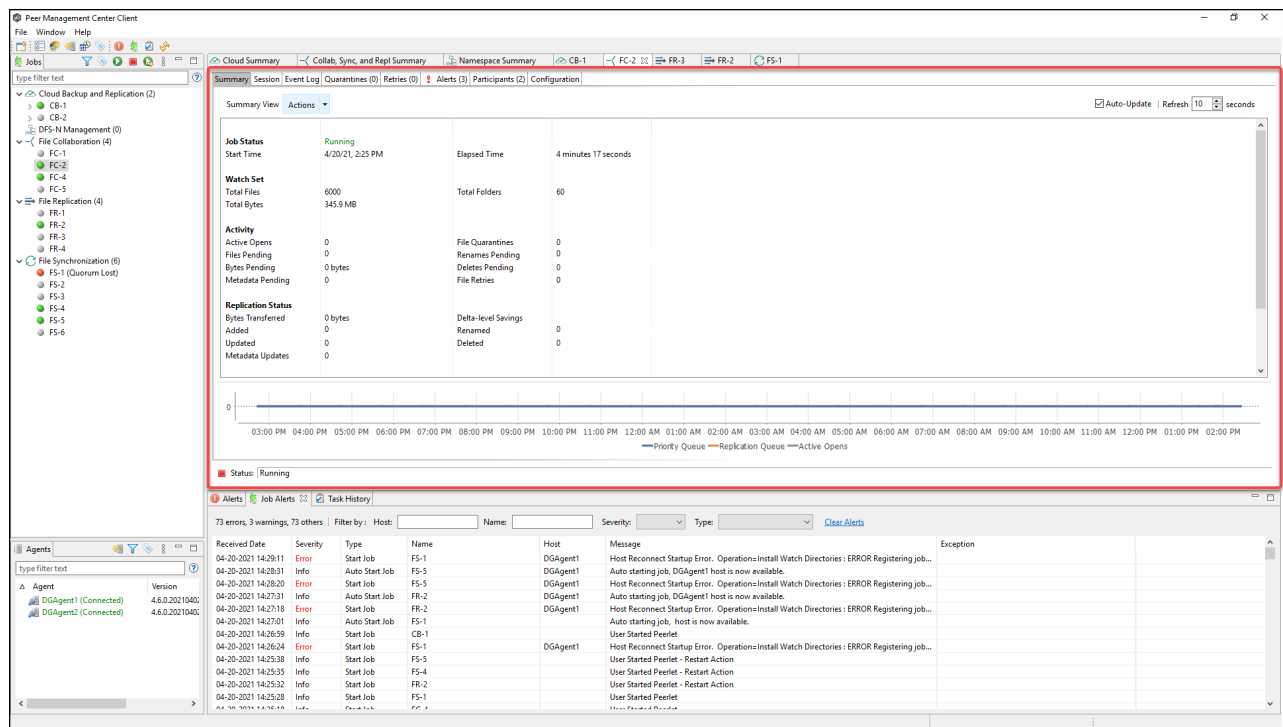 Peer Management Center Client
File Window Help
Jobs
type filter text
Cloud Backup and Replication (2)
CB-1
CB-2
DFS-N Management (0)
File Collaboration (4)
FC-1
FC-2
FC-4
FC-5
File Replication (4)
FR-1
FR-2
FR-3
FR-4
File Synchronization (6)
FS-1 (Quorum Lost)
FS-2
FS-3
FS-4
FS-5
FS-6
Agents
type filter text
Agent Version
DGAgent1 (Connected) 4.6.0.20210402
DGAgent2 (Connected) 4.6.0.20210402
Cloud Summary Collab, Sync, and Repl Summary Namespace Summary CB-1 FC-2 FR-3 FR-2 FS-1
Summary Session Event Log Quarantines (0) Retries (0) Alerts (3) Participants (2) Configuration
Summary View Actions Auto-Update Refresh 10 seconds
Job Status Running
Start Time 4/20/21, 2:25 PM Elapsed Time 4 minutes 17 seconds
Watch Set
Total Files 6000 Total Folders 60
Total Bytes 345.9 MB
Activity
Active Opens 0 File Quarantines 0
Files Pending 0 Renames Pending 0
Bytes Pending 0 bytes Deletes Pending 0
Metadata Pending 0 File Retries 0
Replication Status
Bytes Transferred 0 bytes Delta-level Savings
Added 0 Renamed 0
Updated 0 Deleted 0
Metadata Updates 0
0
03:00 PM 04:00 PM 05:00 PM 06:00 PM 07:00 PM 08:00 PM 09:00 PM 10:00 PM 11:00 PM 12:00 AM 01:00 AM 02:00 AM 03:00 AM 04:00 AM 05:00 AM 06:00 AM 07:00 AM 08:00 AM 09:00 AM 10:00 AM 11:00 AM 12:00 PM 01:00 PM 02:00 PM
Priority Queue Replication Queue Active Opens
Status: Running
Alerts Job Alerts Task History
73 errors, 3 warnings, 73 others Filter by : Host: Name: Severity: Type: Clear Alerts
Received Date Severity Type Name Host Message Exception
04-20-2021 14:29:11 Error Start Job FS-1 DGAgent1 Host Reconnect Startup Error. Operation=Install Watch Directories : ERROR Registering job...
04-20-2021 14:28:31 Info Auto Start Job FS-5 DGAgent1 Auto starting job, DGAgent1 host is now available.
04-20-2021 14:28:20 Error Start Job FS-5 DGAgent1 Host Reconnect Startup Error. Operation=Install Watch Directories : ERROR Registering job...
04-20-2021 14:27:31 Info Auto Start Job FR-2 DGAgent1 Auto starting job, DGAgent1 host is now available.
04-20-2021 14:27:18 Error Start Job FR-2 DGAgent1 Host Reconnect Startup Error. Operation=Install Watch Directories : ERROR Registering job...
04-20-2021 14:27:01 Info Auto Start Job FS-1 Auto starting job, host is now available.
04-20-2021 14:26:59 Info Start Job CB-1 User Started Peerlet
04-20-2021 14:26:24 Error Start Job FS-1 DGAgent1 Host Reconnect Startup Error. Operation=Install Watch Directories : ERROR Registering job...
04-20-2021 14:25:38 Info Start Job FS-5 User Started Peerlet - Restart Action
04-20-2021 14:25:35 Info Start Job FS-4 User Started Peerlet - Restart Action
04-20-2021 14:25:32 Info Start Job FR-2 User Started Peerlet - Restart Action
04-20-2021 14:25:28 Info Start Job FS-1 User Started Peerlet